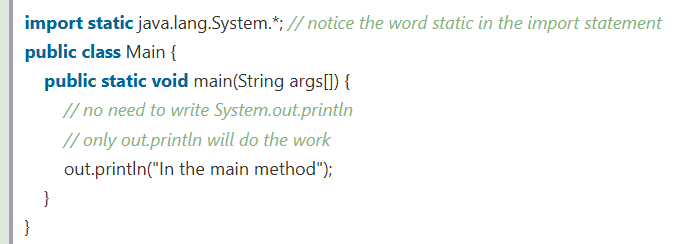 import static java.lang.System.*; // notice the word static in the import statement
public class Main {
public static void main(String args[]) {
// no need to write System.out.println
// only out.println will do the work
out.println("In the main method");
}
}